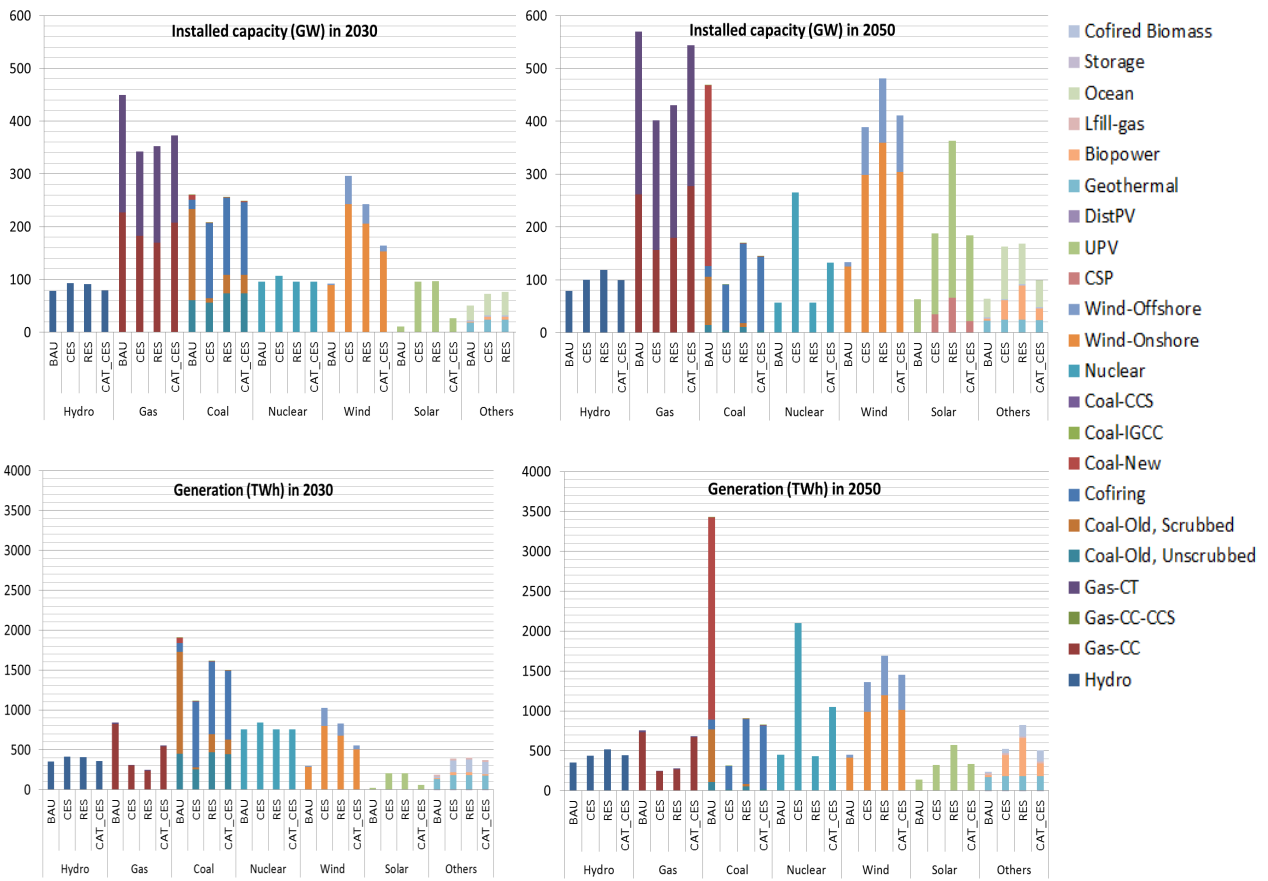 Installed capacity (GW) in 2030
600
500
400
300
200
100
0
BAU CES RES CAT_CES BAU CES RES CAT_CES BAU CES RES CAT_CES BAU CES RES CAT_CES BAU CES RES CAT_CES BAU CES RES CAT_CES BAU CES RES
Hydro Gas Coal Nuclear Wind Solar Others
Installed capacity (GW) in 2050
600
500
400
300
200
100
0
BAU CES RES CAT_CES BAU CES RES CAT_CES BAU CES RES CAT_CES BAU CES RES CAT_CES BAU CES RES CAT_CES BAU CES RES CAT_CES BAU CES RES CAT_CES
Hydro Gas Coal Nuclear Wind Solar Others
Cofired Biomass
Storage
Ocean
Lfill-gas
Biopower
Geothermal
DistPV
UPV
CSP
Wind-Offshore
Wind-Onshore
Nuclear
Coal-CCS
Coal-IGCC
Coal-New
Cofiring
Coal-Old, Scrubbed
Coal-Old, Unscrubbed
Gas-CT
Gas-CC-CCS
Gas-CC
Hydro
Generation (TWh) in 2030
4000
3500
3000
2500
2000
1500
1000
500
0
BAU CES RES CAT_CES BAU CES RES CAT_CES BAU CES RES CAT_CES BAU CES RES CAT_CES BAU CES RES CAT_CES BAU CES RES CAT_CES BAU CES RES CAT_CES
Hydro Gas Coal Nuclear Wind Solar Others
Generation (TWh) in 2050
4000
3500
3000
2500
2000
1500
1000
500
0
BAU CES RES CAT_CES BAU CES RES CAT_CES BAU CES RES CAT_CES BAU CES RES CAT_CES BAU CES RES CAT_CES BAU CES RES CAT_CES BAU CES RES CAT_CES
Hydro Gas Coal Nuclear Wind Solar Others